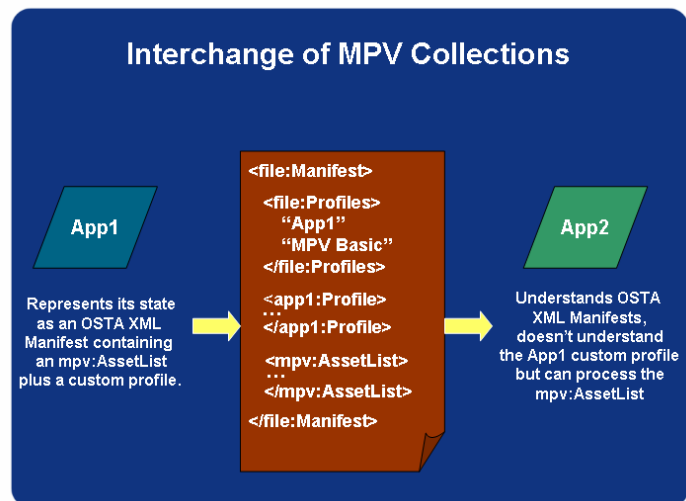 Interchange of MPV Collections
App1
Represents its state
as an OSTA XML
Manifest containing
an mpv:AssetList
plus a custom profile.
<file:Manifest>
<file:Profiles>
“App1”
“MPV Basic”
</file:Profiles>
<app1:Profile>
...
</app1:Profile>
<mpv:AssetList>
...
</mpv:AssetList>
</file:Manifest>
App2
Understands OSTA
XML Manifests,
doesn’t understand
the App1 custom profile
but can process the
mpv:AssetList